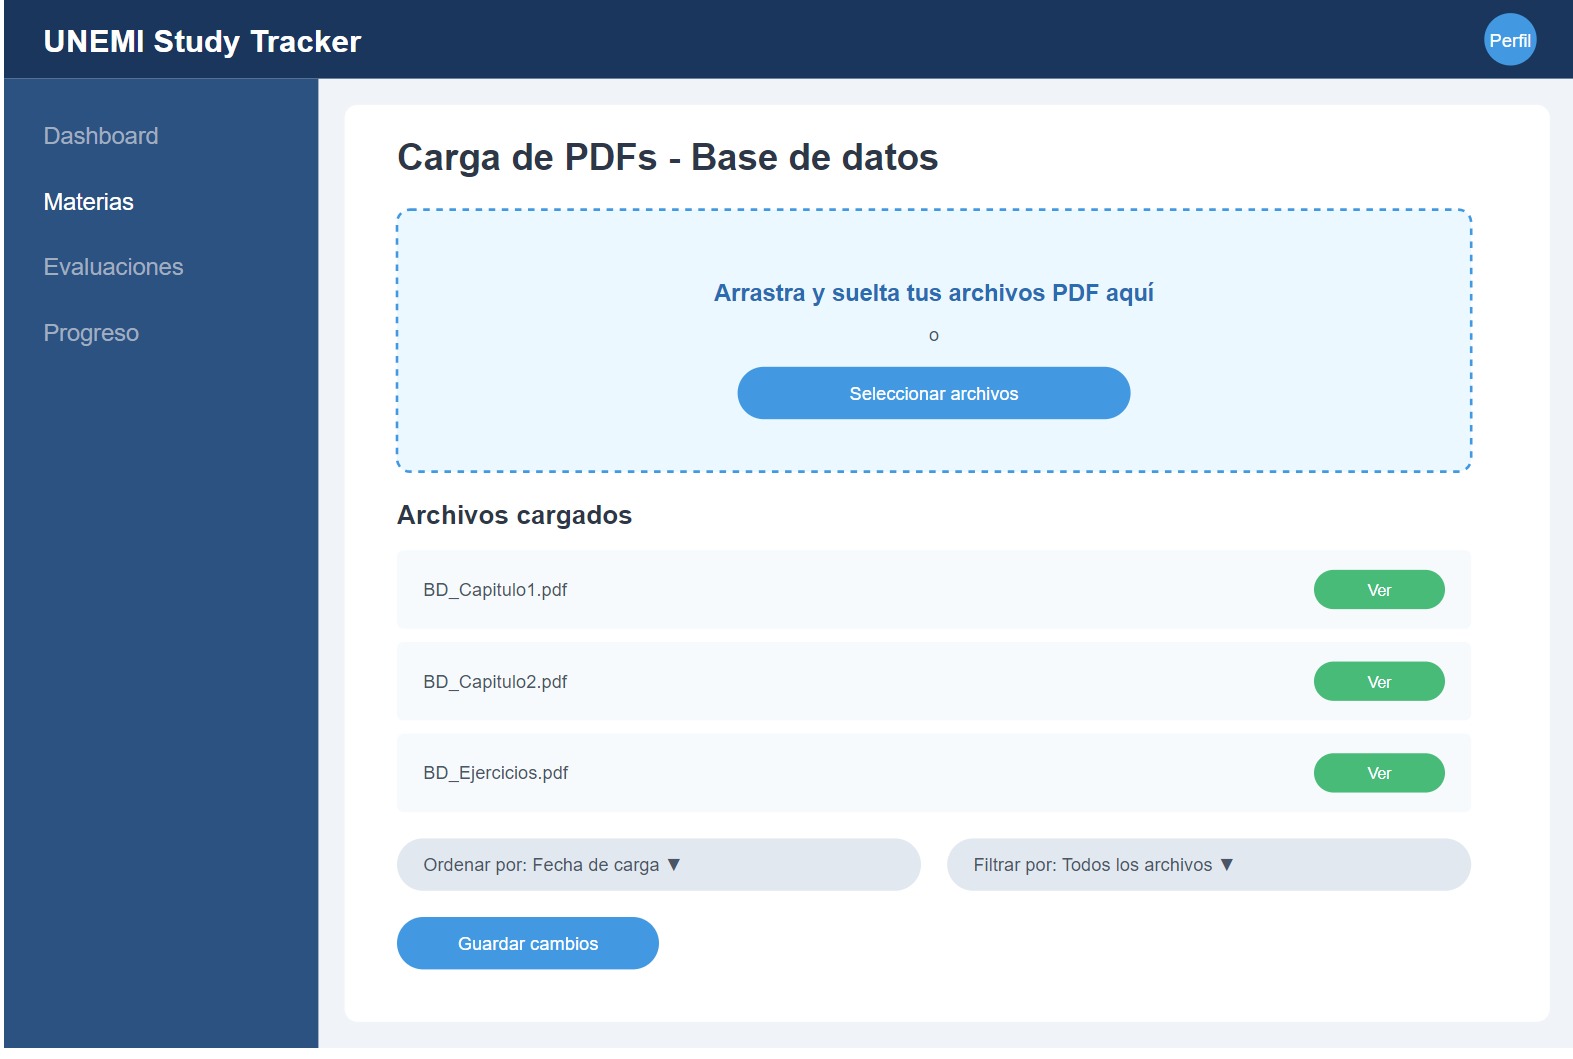 UNEMI Study Tracker
Perfil
Dashboard
Materias
Evaluaciones
Progreso
Carga de PDFs - Base de datos
Arrastra y suelta tus archivos PDF aquí
o
Seleccionar archivos
Archivos cargados
BD_Capitulo1.pdf
Ver
BD_Capitulo2.pdf
Ver
BD_Ejercicios.pdf
Ver
Ordenar por: Fecha de carga ▼
Filtrar por: Todos los archivos ▼
Guardar cambios